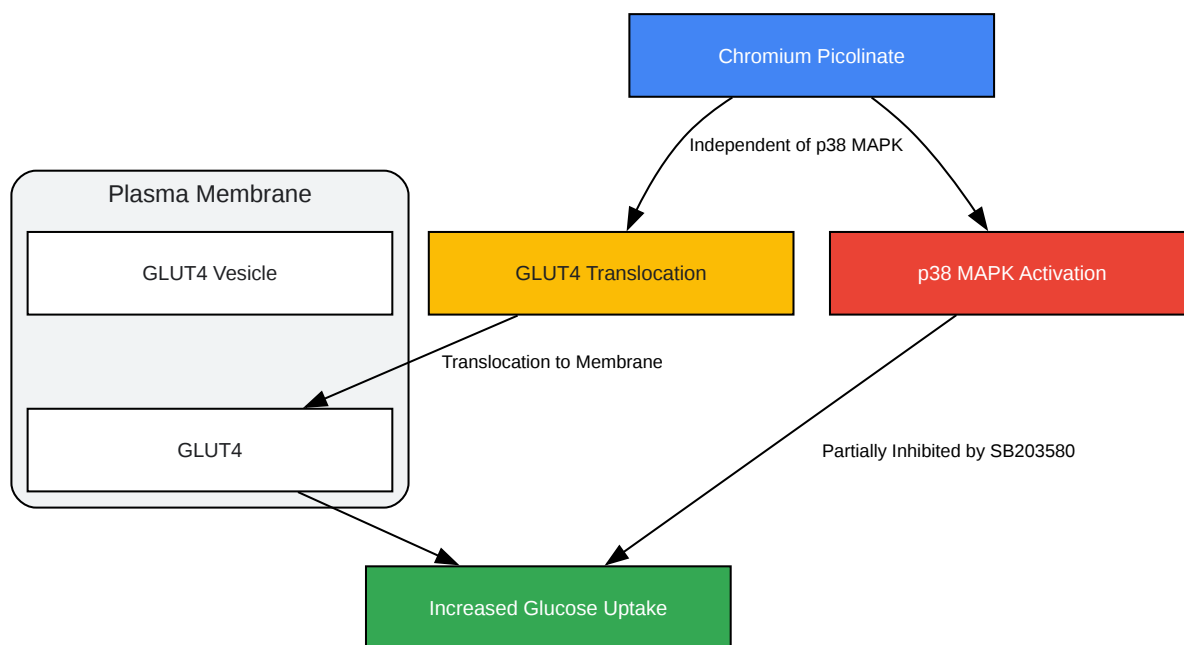 Chromium Picolinate
Independent of p38 MAPK
Plasma Membrane
GLUT4 Vesicle
GLUT4 Translocation
p38 MAPK Activation
Translocation to Membrane
GLUT4
Partially Inhibited by SB203580
Increased Glucose Uptake